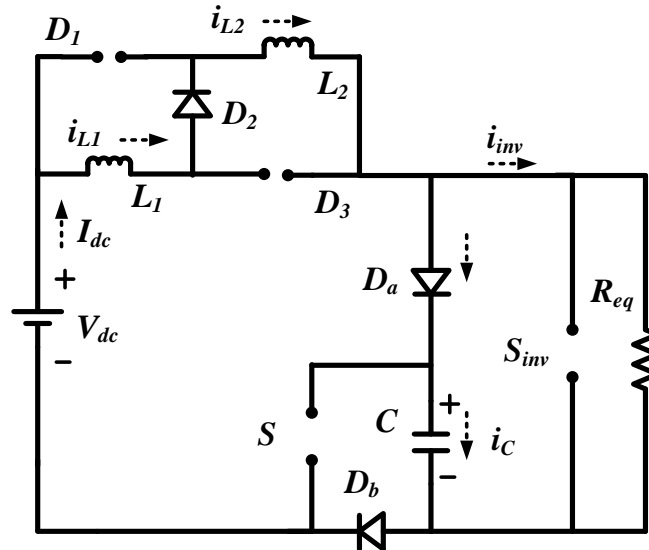 D1
iL2
L2
D2
iL1
L1
D3
iinv
Idc
+
Vdc
−
Da
Req
Sinv
S
C
+
−
iC
Db